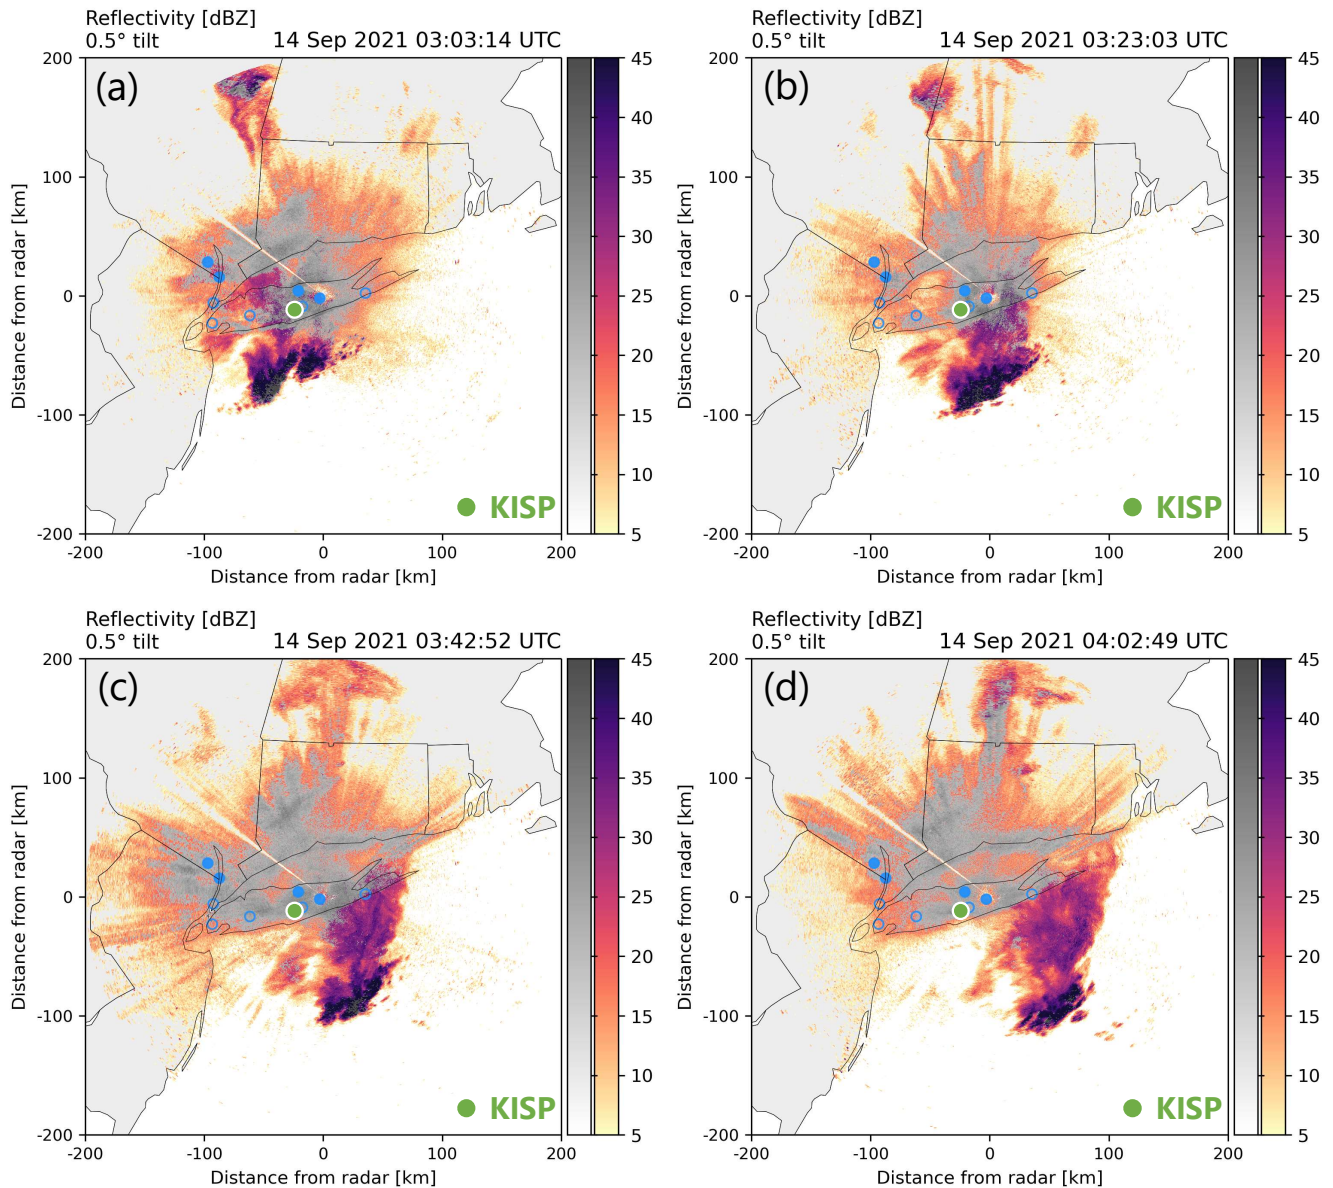 Reflectivity [dBZ]
0.5° tilt
14 Sep 2021 03:03:14 UTC
(a)
200
100
0
-100
-200
Distance from radar [km]
-200
-100
0
100
200
Distance from radar [km]
KISP
45
40
35
30
25
20
15
10
5
Reflectivity [dBZ]
0.5° tilt
14 Sep 2021 03:23:03 UTC
(b)
200
100
0
-100
-200
Distance from radar [km]
-200
-100
0
100
200
Distance from radar [km]
KISP
45
40
35
30
25
20
15
10
5
Reflectivity [dBZ]
0.5° tilt
14 Sep 2021 03:42:52 UTC
(c)
200
100
0
-100
-200
Distance from radar [km]
-200
-100
0
100
200
Distance from radar [km]
KISP
45
40
35
30
25
20
15
10
5
Reflectivity [dBZ]
0.5° tilt
14 Sep 2021 04:02:49 UTC
(d)
200
100
0
-100
-200
Distance from radar [km]
-200
-100
0
100
200
Distance from radar [km]
KISP
45
40
35
30
25
20
15
10
5